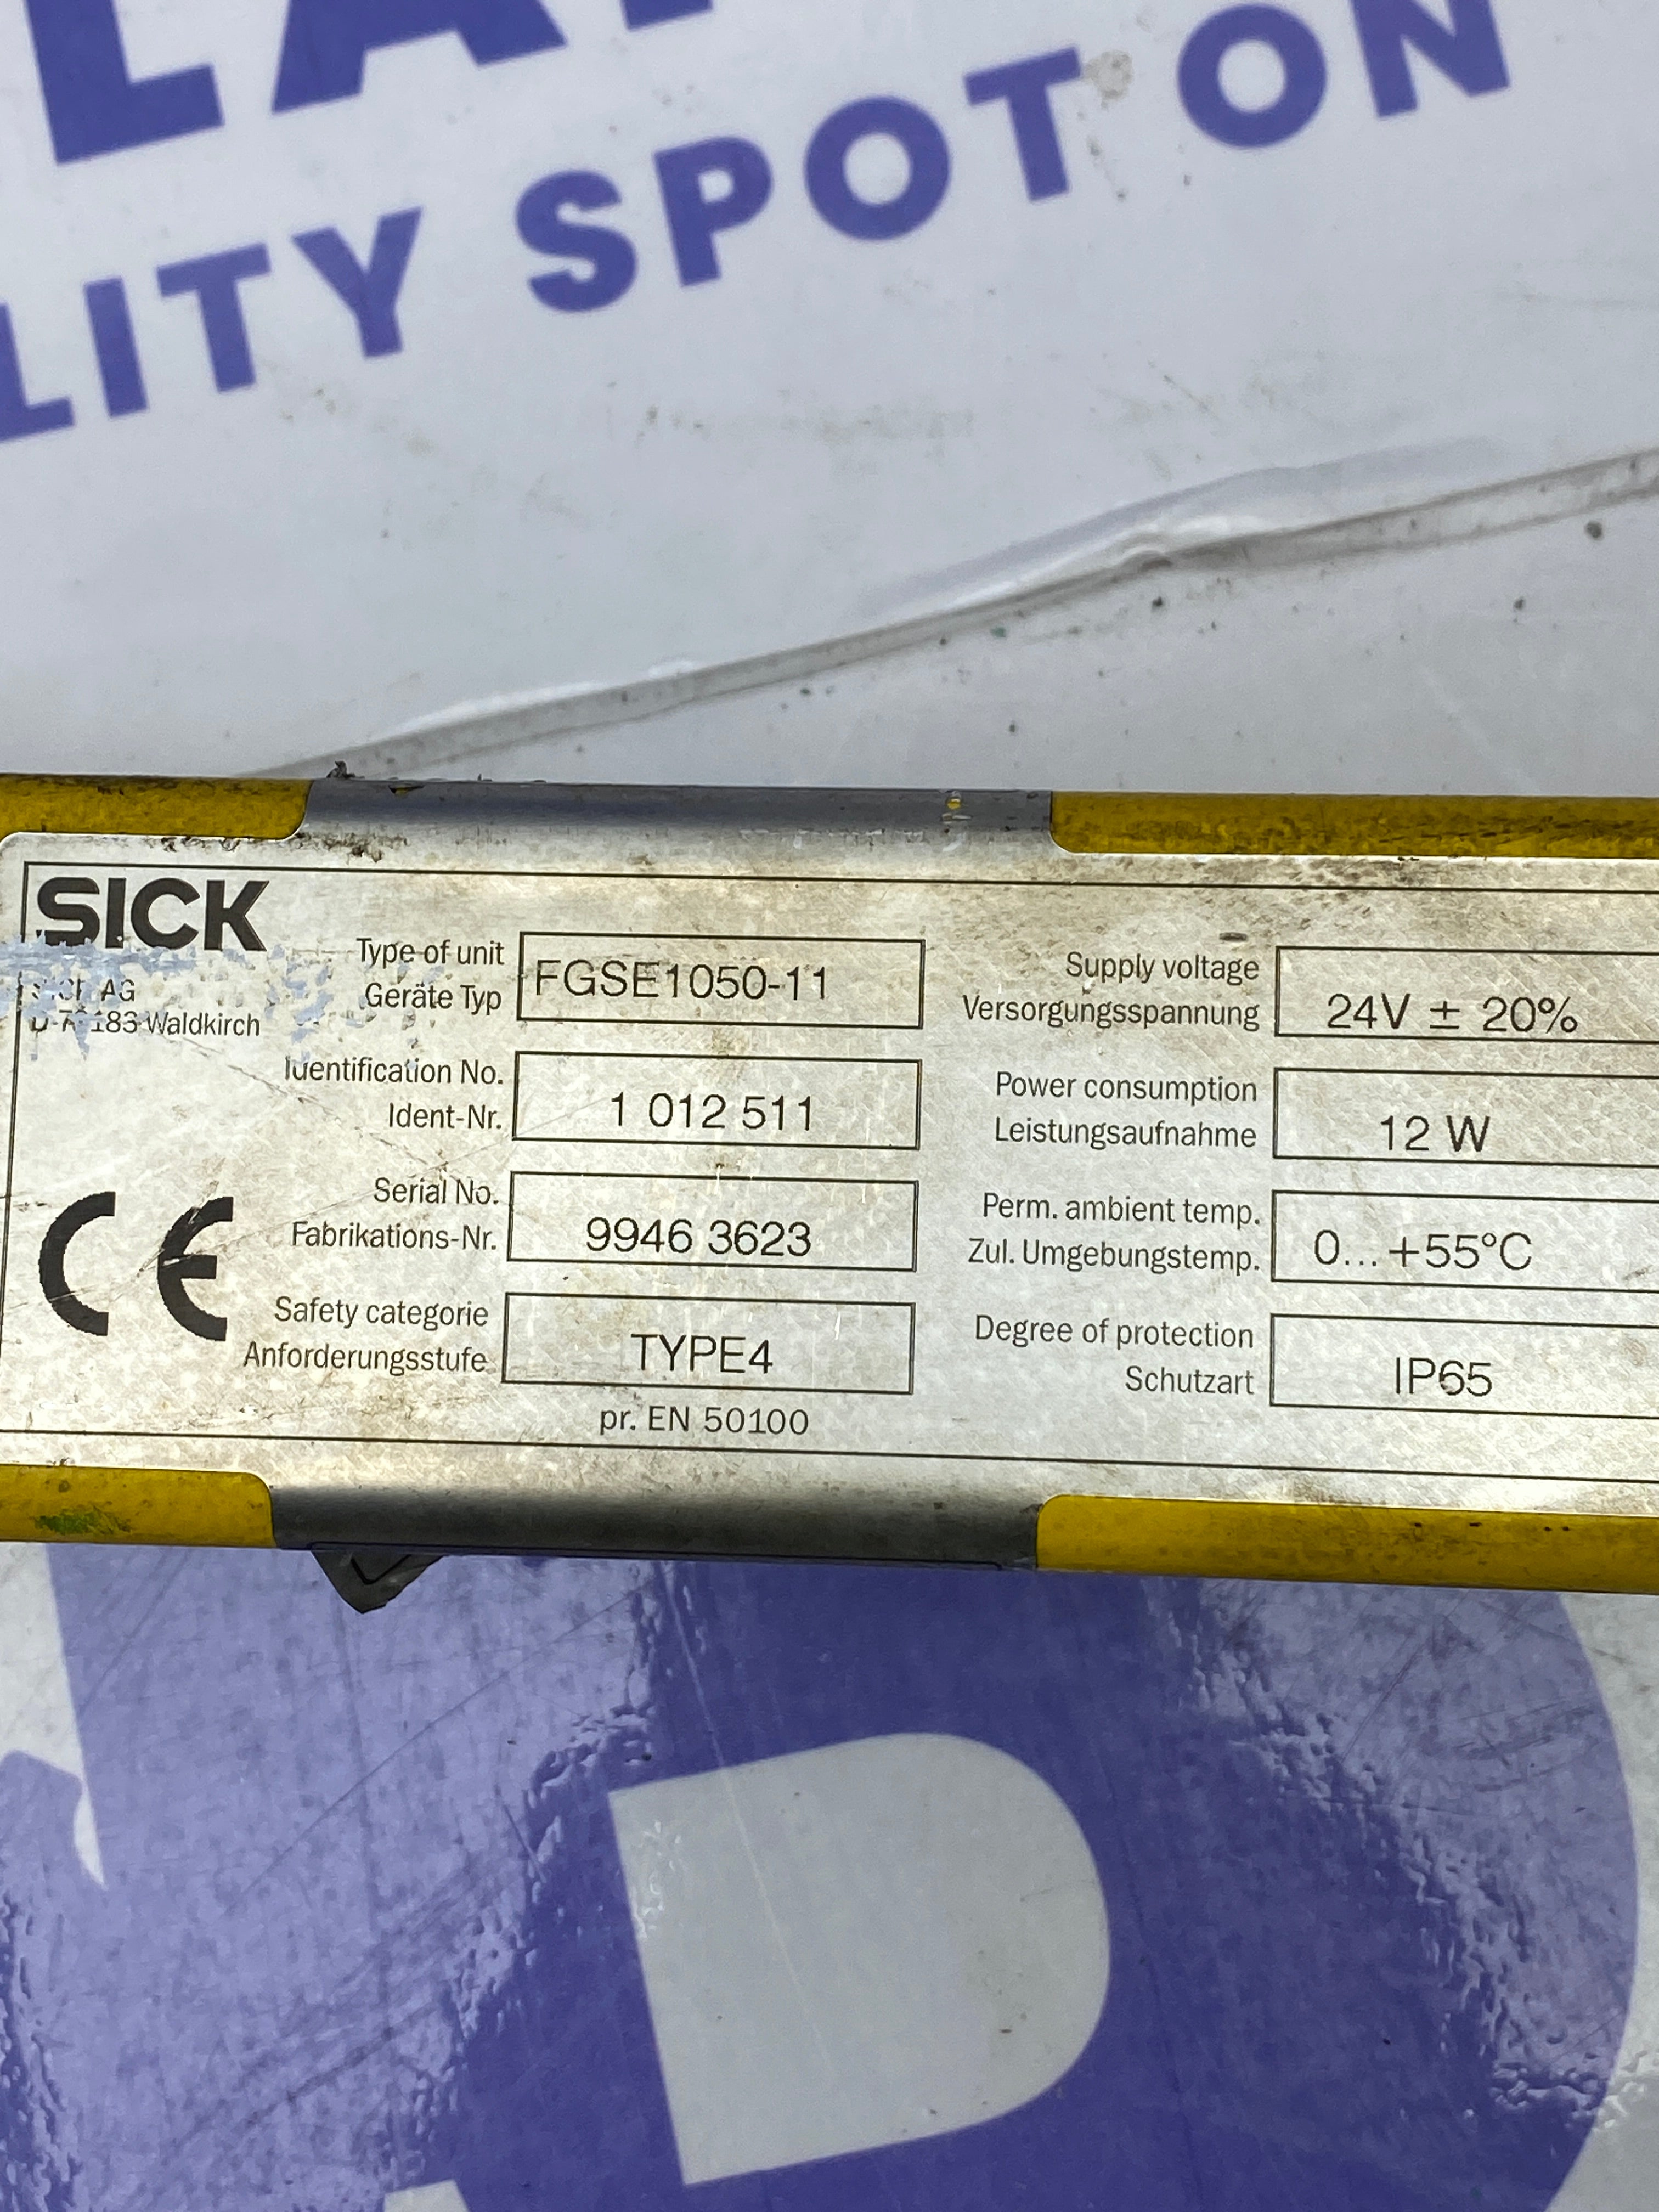 LITY SPOT ON
SICK
AG
Waldkirch
Type of unit
Geräte Typ
FGSE1050-11
Identification No.
Ident-Nr.
1 012 511
Serial No.
Fabrikations-Nr.
9946 3623
Safety categorie
Anforderungsstufe
TYPE4
pr. EN 50100
Supply voltage
Versorgungsspannung
24V ± 20%
Power consumption
Leistungsaufnahme
12 W
Perm. ambient temp.
Zul. Umgebungstemp.
0... +55°C
Degree of protection
Schutzart
IP65
CE